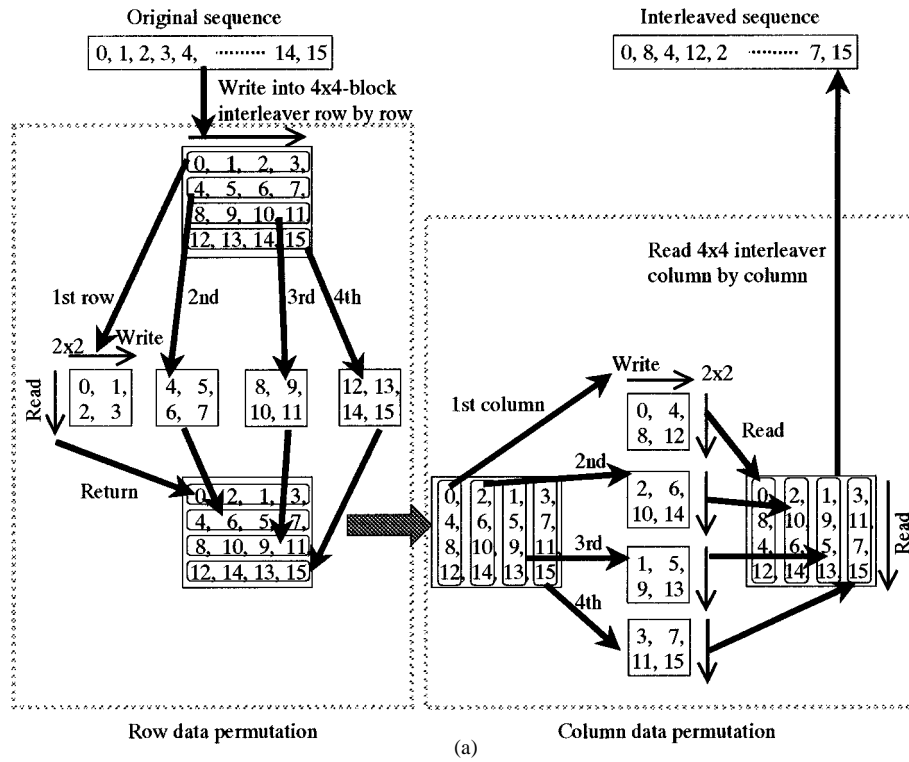 Original sequence
0, 1, 2, 3, 4, ......... 14, 15
Write into 4x4-block
interleaver row by row
0, 1, 2, 3,
4, 5, 6, 7,
8, 9, 10, 11
12, 13, 14, 15
1st row
2nd
3rd
4th
2x2
Write
Read
0, 1,
2, 3
4, 5,
6, 7
8, 9,
10, 11
12, 13,
14, 15
Return
0, 2, 1, 3,
4, 6, 5, 7,
8, 10, 9, 11
12, 14, 13, 15
Row data permutation
Interleaved sequence
0, 8, 4, 12, 2 ......... 7, 15
Read 4x4 interleaver
column by column
Write
2x2
1st column
0, 4,
8, 12
Read
2nd
2, 6,
10, 14
3rd
1, 5,
9, 13
4th
3, 7,
11, 15
0, 2, 1, 3,
4, 6, 5, 7,
8, 10, 9, 11,
12, 14, 13, 15
0, 2, 1, 3,
8, 10, 9, 11,
4, 6, 5, 7,
12, 14, 13, 15
Read
Column data permutation
(a)